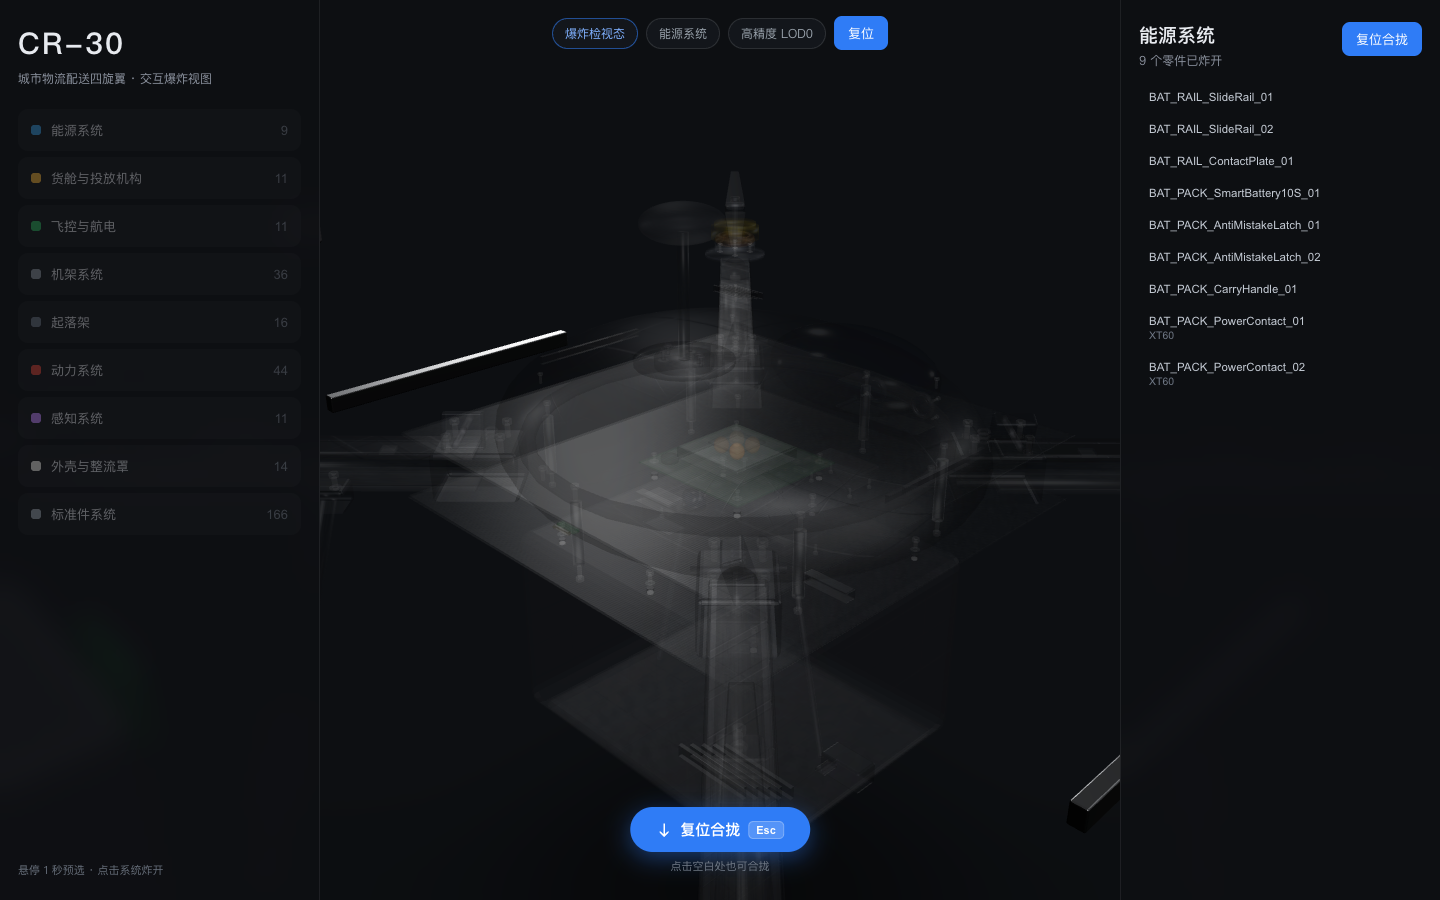 CR–30
城市物流配送四旋翼 · 交互爆炸视图
能源系统 9
货舱与投放机构 11
飞控与航电 11
机架系统 36
起落架 16
动力系统 44
感知系统 11
外壳与整流罩 14
标准件系统 166
悬停 1 秒预选 · 点击系统炸开
爆炸检视态 能源系统 高精度 LOD0 复位
↓ 复位合拢 Esc
点击空白处也可合拢
能源系统 复位合拢
9 个零件已炸开
BAT_RAIL_SlideRail_01
BAT_RAIL_SlideRail_02
BAT_RAIL_ContactPlate_01
BAT_PACK_SmartBattery10S_01
BAT_PACK_AntiMistakeLatch_01
BAT_PACK_AntiMistakeLatch_02
BAT_PACK_CarryHandle_01
BAT_PACK_PowerContact_01
XT60
BAT_PACK_PowerContact_02
XT60